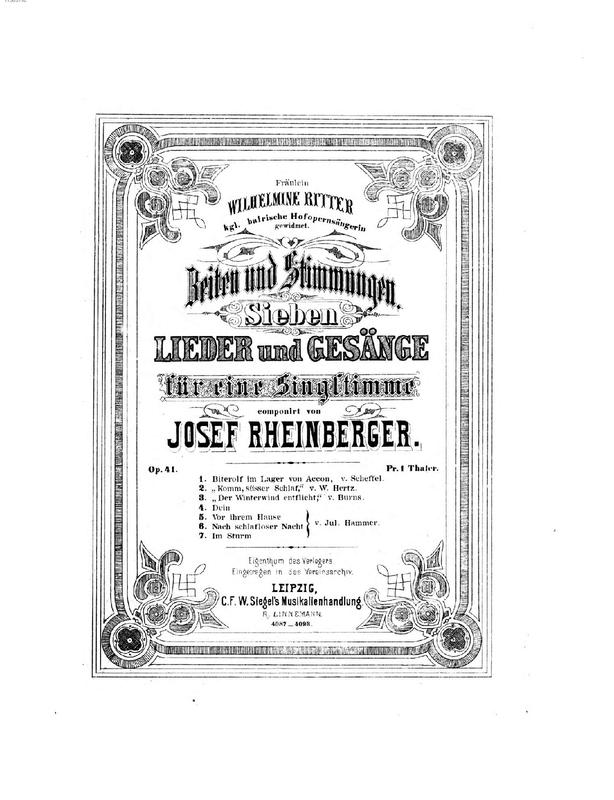 Fräulein
WILHELMINE RITTER
kgl. bairische Hofopernsängerin
gewidmet.
Zeiten und Stimmungen.
Sieben
LIEDER und GESÄNGE
für eine Singstimme
componirt von
JOSEF RHEINBERGER.
Op. 41. Pr. 1 Thaler.
1. Biterolf im Lager von Accon, v. Scheffel.
2. „Komm, süsser Schlaf,“ v. W. Hertz.
3. „Der Winterwind entflieht,“ v. Burns.
4. Dein
5. Vor ihrem Hause
6. Nach schlafloser Nacht
7. Im Sturm
v. Jul. Hammer.
Eigenthum des Verlegers.
Eingetragen in das Vereinsarchiv.
LEIPZIG,
C. F. W. Siegel's Musikalienhandlung.
R. LINNEMANN.
4087 — 4093.